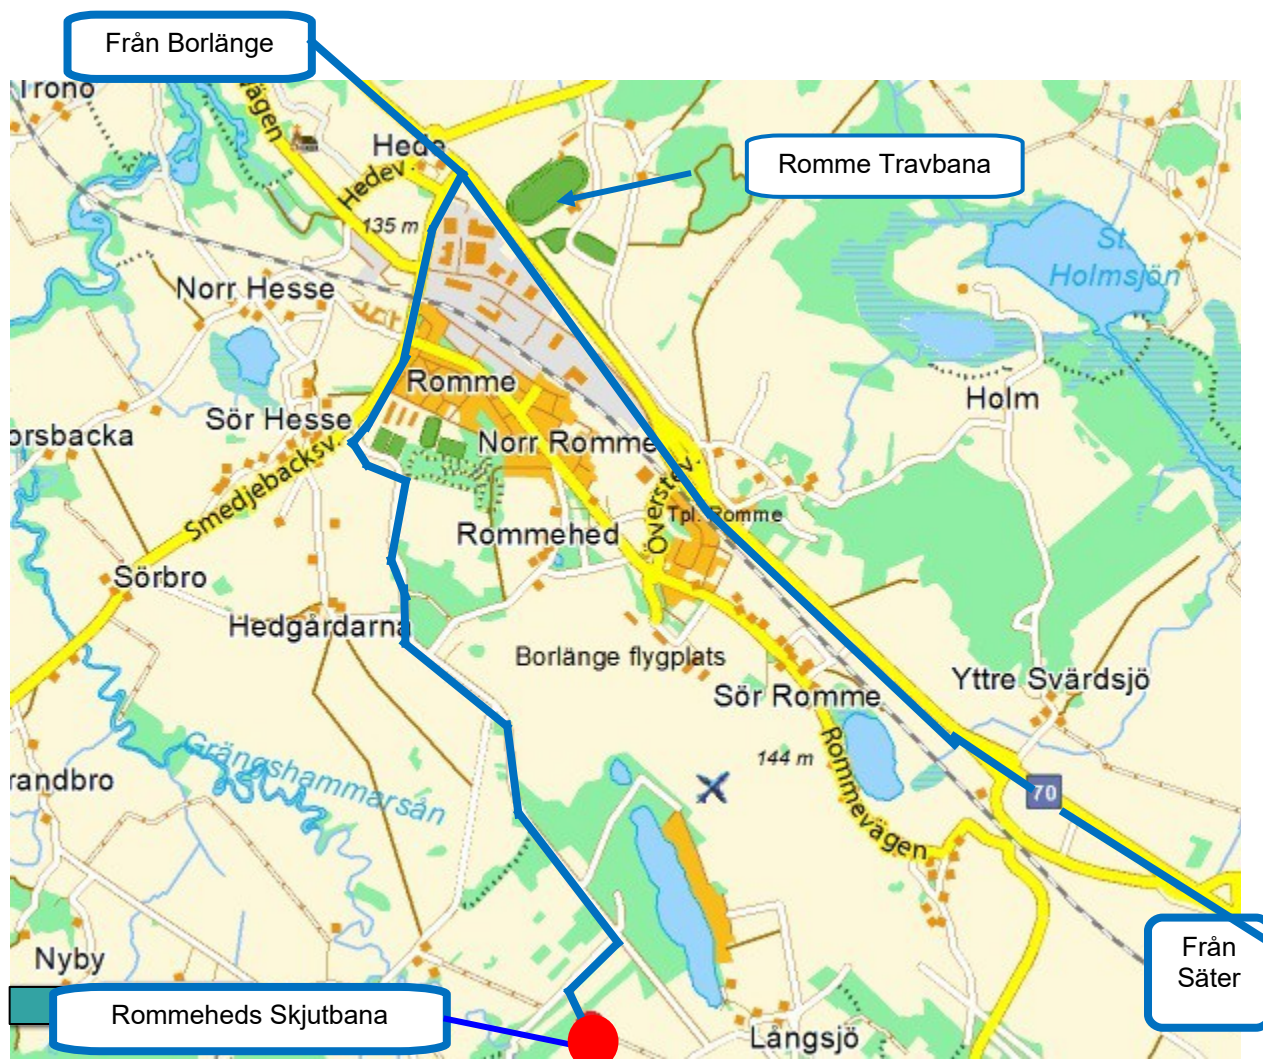 Från Borlänge
Trono
vägen
Hede
Romme Travbana
Hedev.
135 m
St
Holmsjön
Norr Hesse
Romme
Holm
Sör Hesse
orsbacka
Norr Romme
Smedjebacksv.
Överstev.
Tpl. Romme
Rommehed
Sörbro
Hedgårdarna
Borlänge flygplats
Yttre Svärdsjö
Sör Romme
Grängshammarsån
144 m
Rommevägen
randbro
70
Från
Säter
Nyby
Rommeheds Skjutbana
Långsjö